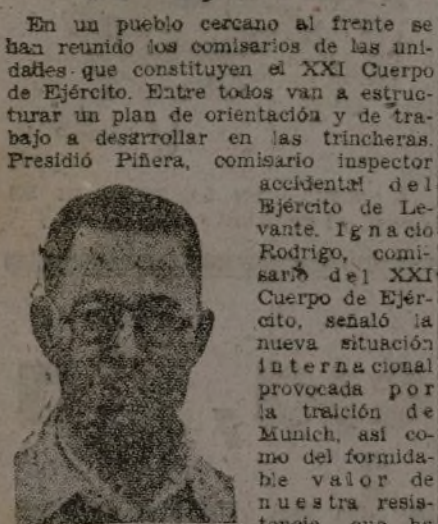 En un pueblo cercano al frente se
han reunido los comisarios de las uni-
dades que constituyen el XXI Cuerpo
de Ejército. Entre todos van a estruc-
turar un plan de orientación y de tra-
bajo a desarrollar en las trincheras.
Presidió Piñera, comisario inspector
accidental del
Ejército de Le-
vante. Ignacio
Rodrigo, comi-
sario del XXI
Cuerpo de Ejér-
cito, señaló la
nueva situación
internacional
provocada por
la traición de
Munich, así co-
mo del formida-
ble valor de
nuestra resis-